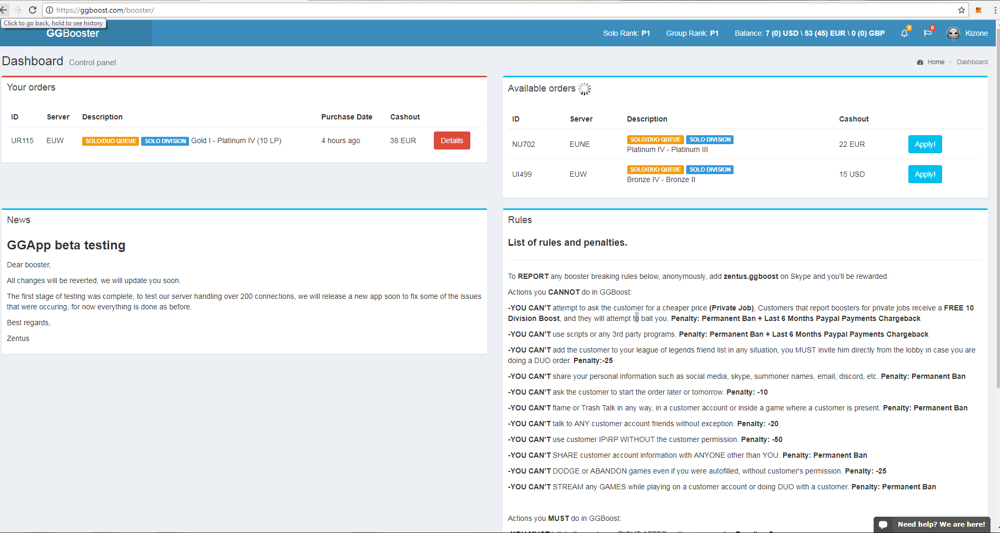 https://ggboost.com/booster/
Click to go back, hold to see history
GGBooster
Solo Rank: P1 Group Rank: P1 Balance: 7 (0) USD \ 53 (45) EUR \ 0 (0) GBP 0 0 Kizone
Dashboard Control panel
Home > Dashboard
Your orders
ID Server Description Purchase Date Cashout
UR115 EUW SOLO/DUO QUEUE SOLO DIVISION Gold I - Platinum IV (10 LP) 4 hours ago 38 EUR Details
Available orders
ID Server Description Cashout
NU702 EUNE SOLO/DUO QUEUE SOLO DIVISION 22 EUR Apply!
Platinum IV - Platinum III
UI499 EUW SOLO/DUO QUEUE SOLO DIVISION 15 USD Apply!
Bronze IV - Bronze II
News
GGApp beta testing
Dear booster,
All changes will be reverted, we will update you soon.
The first stage of testing was complete, to test our server handling over 200 connections, we will release a new app soon to fix some of the issues
that were occuring, for now everything is done as before.
Best regards,
Zentus
Rules
List of rules and penalties.
To REPORT any booster breaking rules below, anonymously, add zentus.ggboost on Skype and you'll be rewarded.
Actions you CANNOT do in GGBoost:
-YOU CAN'T attempt to ask the customer for a cheaper price (Private Job), Customers that report boosters for private jobs receive a FREE 10
Division Boost, and they will attempt to bait you. Penalty: Permanent Ban + Last 6 Months Paypal Payments Chargeback
-YOU CAN'T use scripts or any 3rd party programs. Penalty: Permanent Ban + Last 6 Months Paypal Payments Chargeback
-YOU CAN'T add the customer to your league of legends friend list in any situation, you MUST invite him directly from the lobby in case you are
doing a DUO order. Penalty:-25
-YOU CAN'T share your personal information such as social media, skype, summoner names, email, discord, etc. Penalty: Permanent Ban
-YOU CAN'T ask the customer to start the order later or tomorrow. Penalty: -10
-YOU CAN'T flame or Trash Talk in any way, in a customer account or inside a game where a customer is present. Penalty: Permanent Ban
-YOU CAN'T talk to ANY customer account friends without exception. Penalty: -20
-YOU CAN'T use customer IP\RP WITHOUT the customer permission. Penalty: -50
-YOU CAN'T SHARE customer account information with ANYONE other than YOU. Penalty: Permanent Ban
-YOU CAN'T DODGE or ABANDON games even if you were autofilled, without customer's permission. Penalty: -25
-YOU CAN'T STREAM any GAMES while playing on a customer account or doing DUO with a customer. Penalty: Permanent Ban
Actions you MUST do in GGBoost:
Need help? We are here!